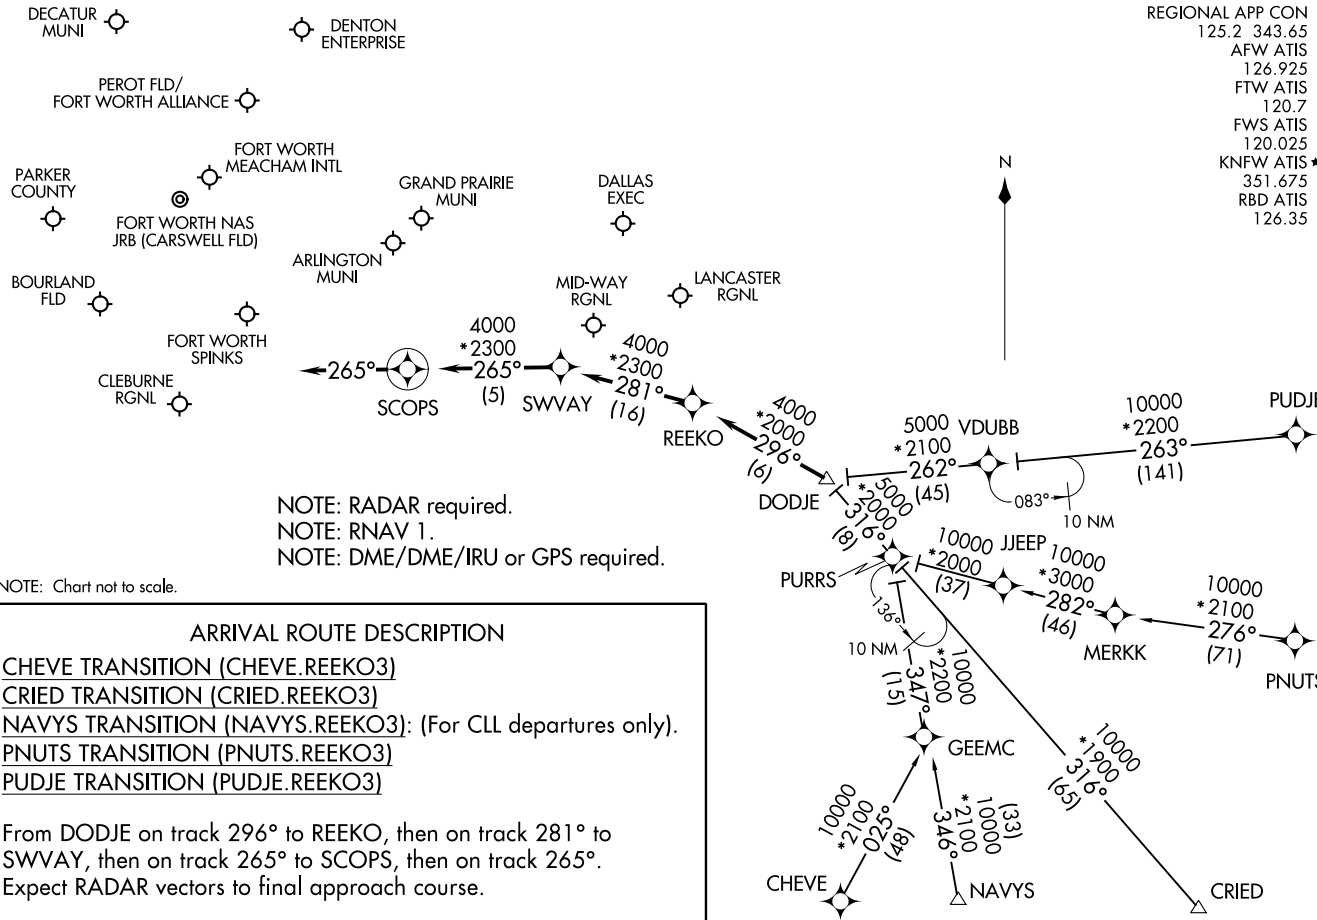 DECATUR
MUNI
DENTON
ENTERPRISE
PEROT FLD/
FORT WORTH ALLIANCE
FORT WORTH
MEACHAM INTL
PARKER
COUNTY
FORT WORTH NAS
JRB (CARSWELL FLD)
GRAND PRAIRIE
MUNI
ARLINGTON
MUNI
DALLAS
EXEC
BOURLAND
FLD
FORT WORTH
SPINKS
MID-WAY
RGNL
LANCASTER
RGNL
CLEBURNE
RGNL
REGIONAL APP CON
125.2 343.65
AFW ATIS
126.925
FTW ATIS
120.7
FWS ATIS
120.025
KNFW ATIS★
351.675
RBD ATIS
126.35
N
265°
SCOPS
4000
*2300
265°
(5)
SWVAY
4000
*2300
281°
(16)
REEKO
4000
*2000
296°
(6)
DODJE
5000
*2100
262°
(45)
VDUBB
10000
*2200
263°
(141)
PUDJE
083°
10 NM
5000
*2000
316°
(8)
PURRS
136°
10 NM
10000
*2000
(37)
JJEEP
10000
*3000
282°
(46)
MERKK
10000
*2100
276°
(71)
PNUTS
10000
*2200
347°
(15)
GEEMC
10000
*2100
025°
(48)
CHEVE
(33)
10000
*2100
346°
NAVYS
10000
*1900
316°
(65)
CRIED
NOTE: RADAR required.
NOTE: RNAV 1.
NOTE: DME/DME/IRU or GPS required.
NOTE: Chart not to scale.
ARRIVAL ROUTE DESCRIPTION
CHEVE TRANSITION (CHEVE.REEKO3)
CRIED TRANSITION (CRIED.REEKO3)
NAVYS TRANSITION (NAVYS.REEKO3): (For CLL departures only).
PNUTS TRANSITION (PNUTS.REEKO3)
PUDJE TRANSITION (PUDJE.REEKO3)
From DODJE on track 296° to REEKO, then on track 281° to
SWVAY, then on track 265° to SCOPS, then on track 265°.
Expect RADAR vectors to final approach course.